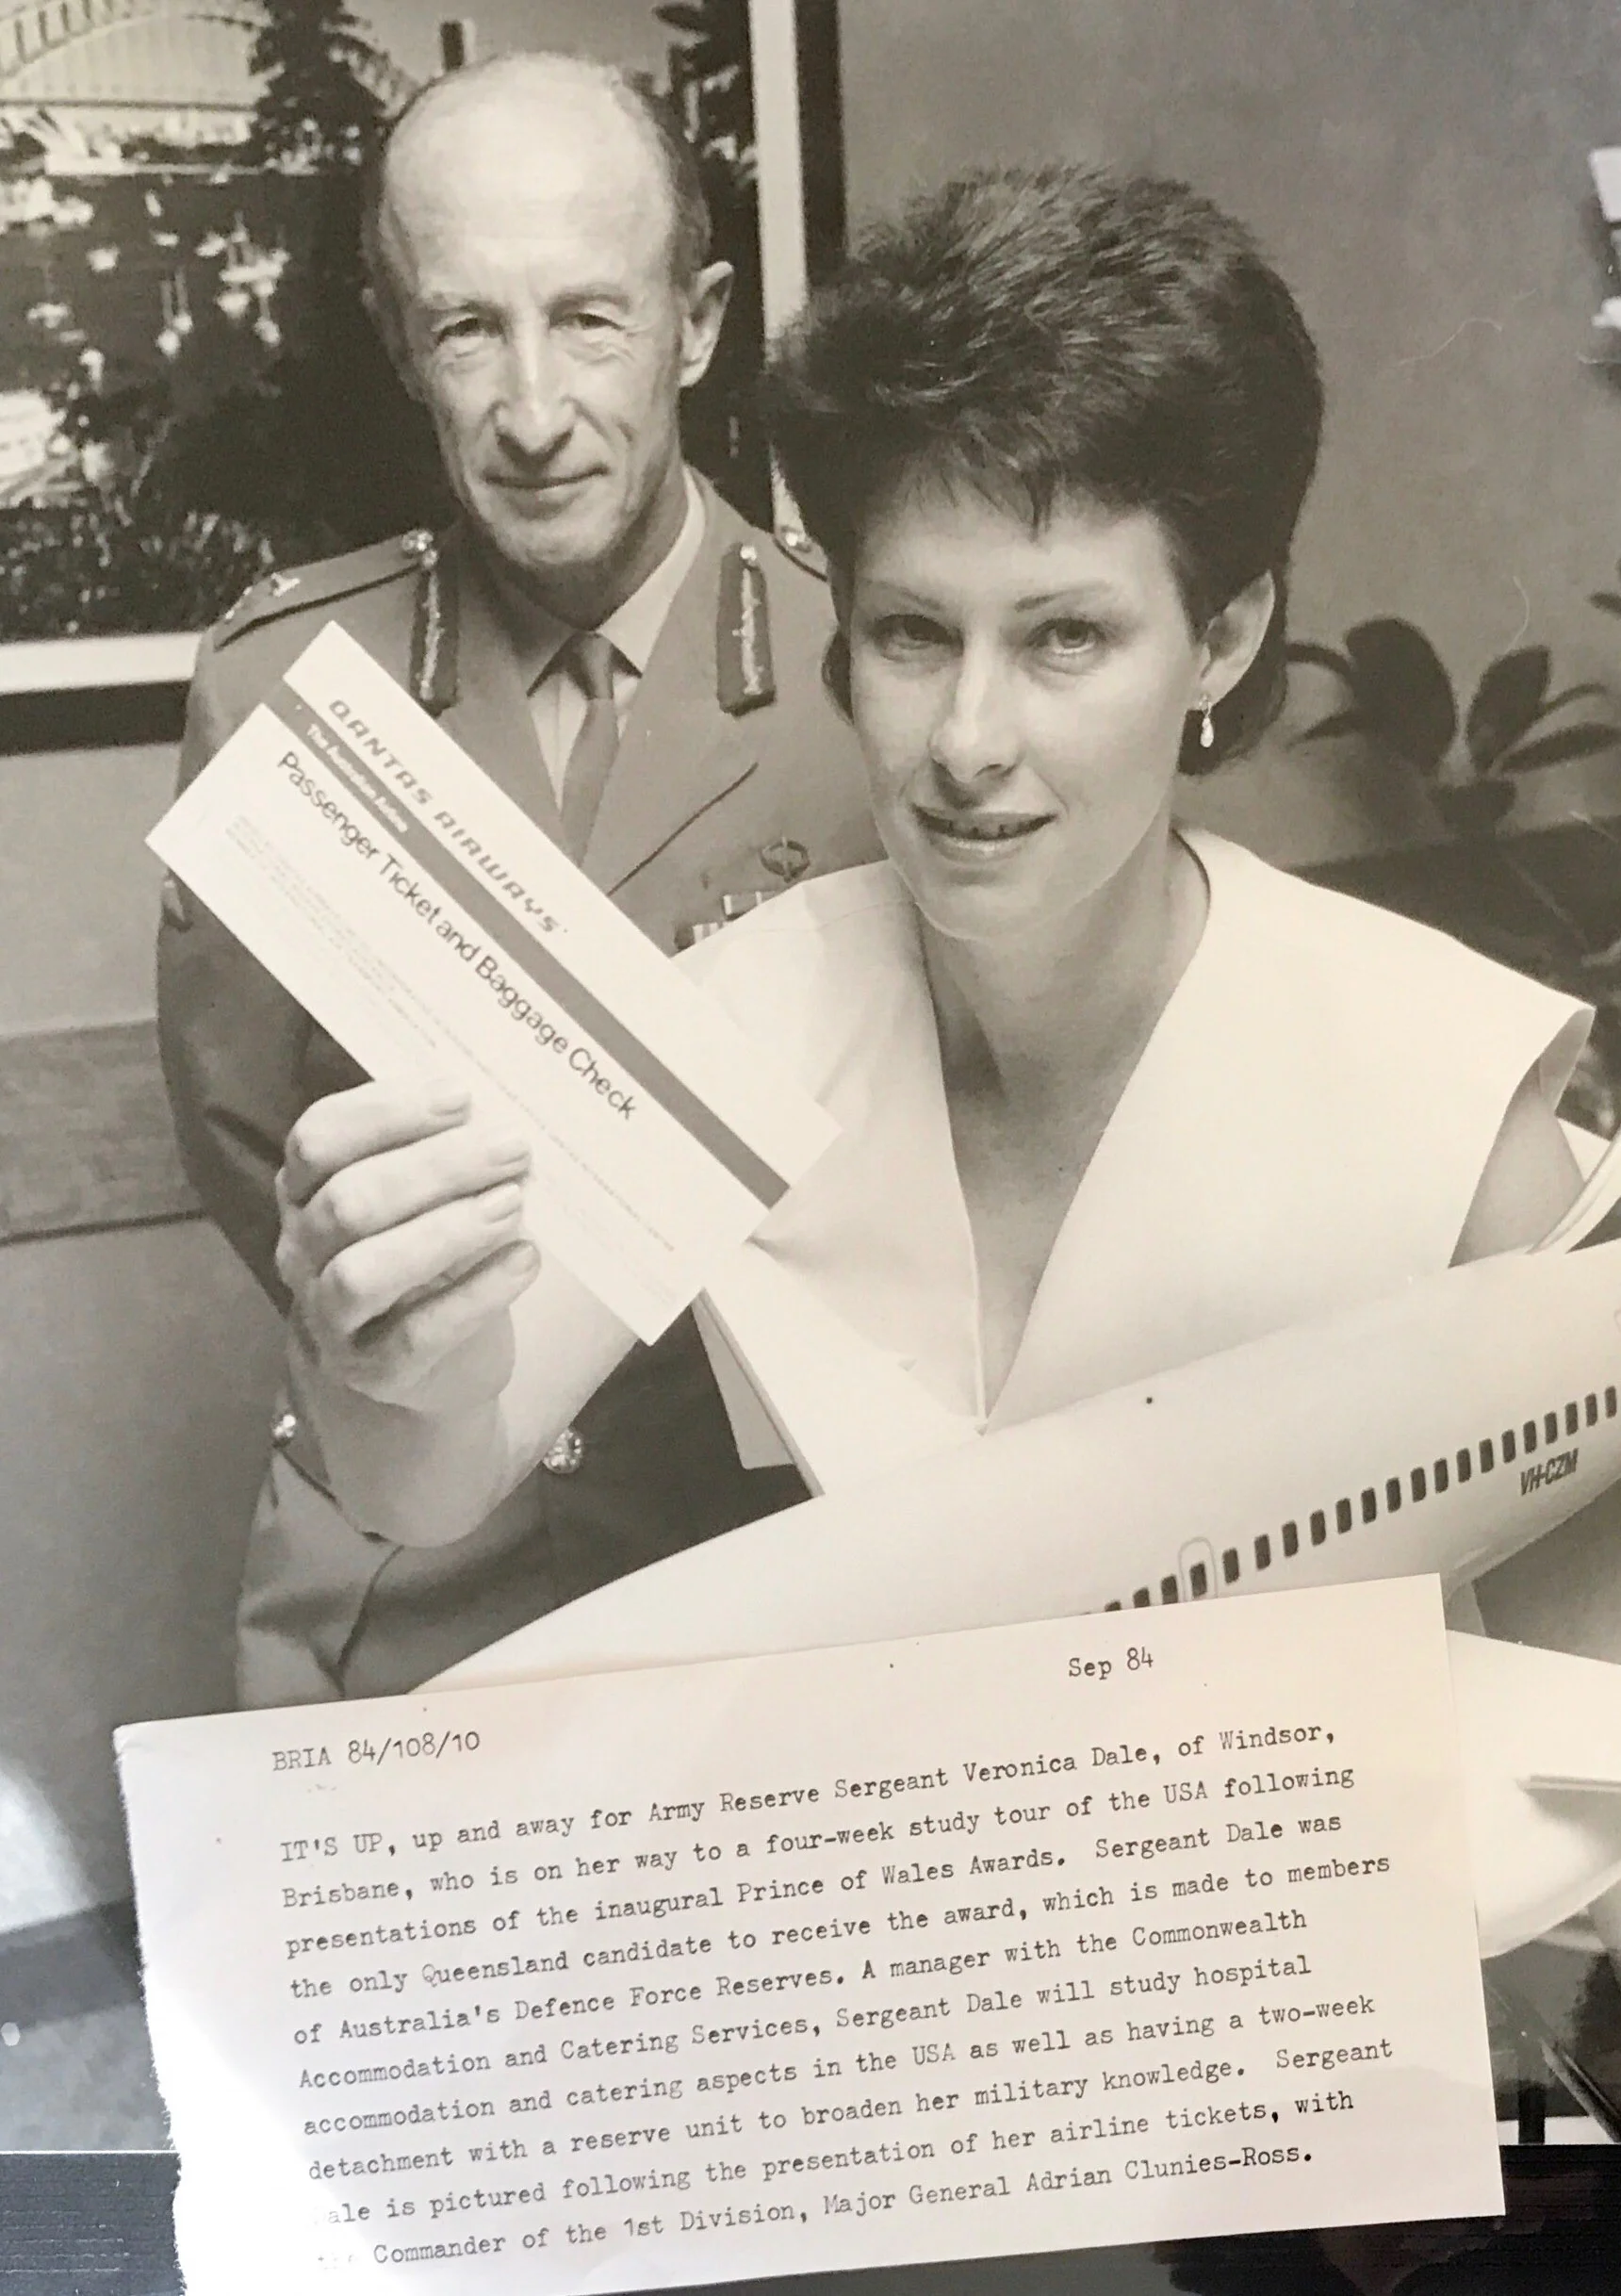 QANTAS AIRWAYS
The Australian Airline
Passenger Ticket and Baggage Check
VH-CZM
Sep 84
BRIA 84/108/10
IT'S UP, up and away for Army Reserve Sergeant Veronica Dale, of Windsor,
Brisbane, who is on her way to a four-week study tour of the USA following
presentations of the inaugural Prince of Wales Awards. Sergeant Dale was
the only Queensland candidate to receive the award, which is made to members
of Australia's Defence Force Reserves. A manager with the Commonwealth
Accommodation and Catering Services, Sergeant Dale will study hospital
accommodation and catering aspects in the USA as well as having a two-week
detachment with a reserve unit to broaden her military knowledge. Sergeant
Dale is pictured following the presentation of her airline tickets, with
the Commander of the 1st Division, Major General Adrian Clunies-Ross.